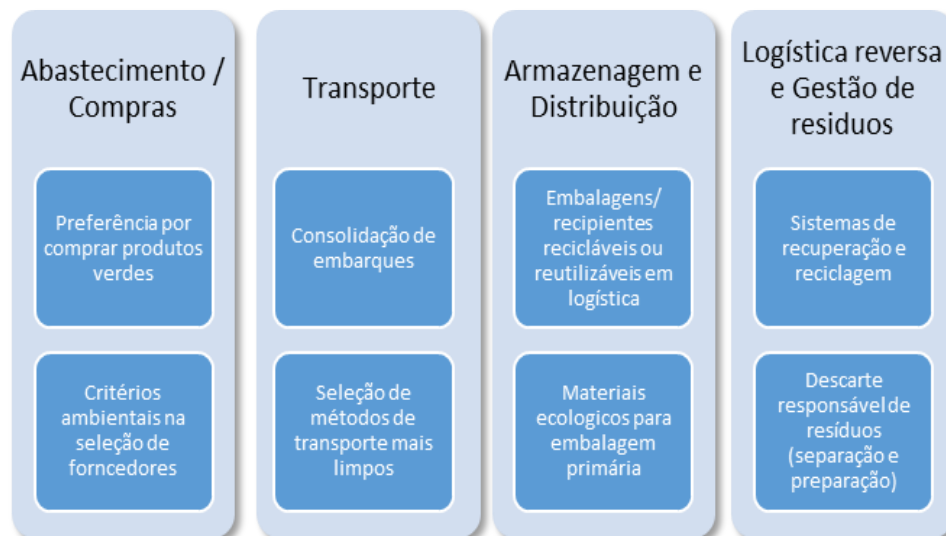 Abastecimento /
Compras
Preferência por
comprar produtos
verdes
Critérios
ambientais na
seleção de
forncedores
Transporte
Consolidação de
embarques
Seleção de
métodos de
transporte mais
limpos
Armazenagem e
Distribuição
Embalagens/
recipientes
recicláveis ou
reutilizáveis em
logística
Materiais
ecologicos para
embalagem
primária
Logística reversa
e Gestão de
residuos
Sistemas de
recuperação e
reciclagem
Descarte
responsável de
resíduos
(separação e
preparação)